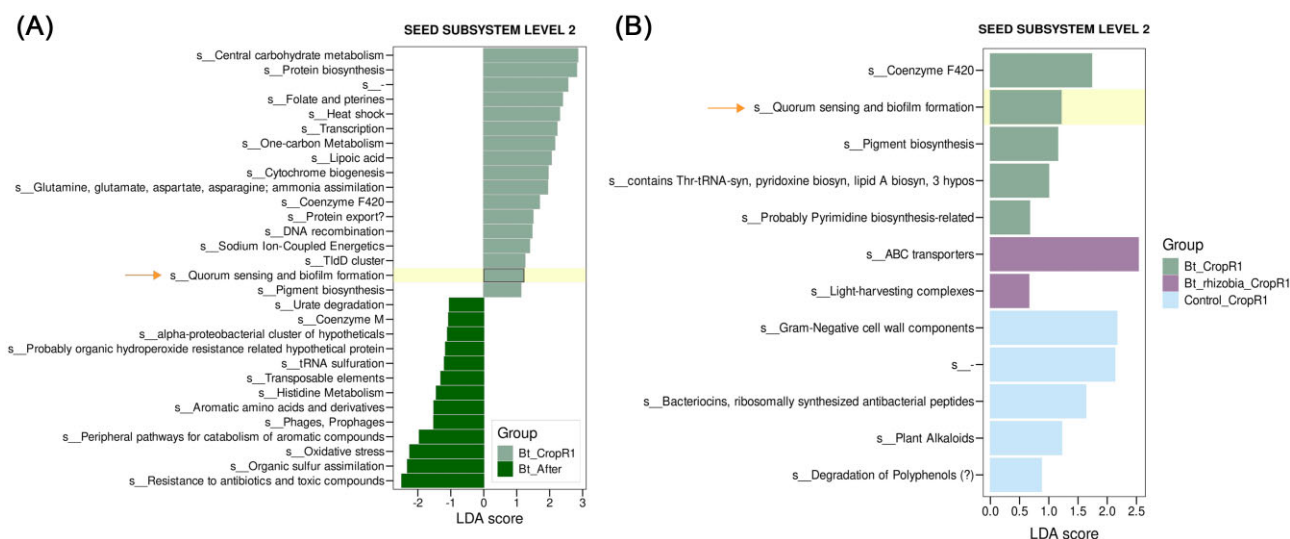 (A)
SEED SUBSYSTEM LEVEL 2
s__Central carbohydrate metabolism
s__Protein biosynthesis
s__-
s__Folate and pterines
s__Heat shock
s__Transcription
s__One-carbon Metabolism
s__Lipoic acid
s__Cytochrome biogenesis
s__Glutamine, glutamate, aspartate, asparagine; ammonia assimilation
s__Coenzyme F420
s__Protein export?
s__DNA recombination
s__Sodium Ion-Coupled Energetics
s__TldD cluster
s__Quorum sensing and biofilm formation
s__Pigment biosynthesis
s__Urate degradation
s__Coenzyme M
s__alpha-proteobacterial cluster of hypotheticals
s__Probably organic hydroperoxide resistance related hypothetical protein
s__tRNA sulfuration
s__Transposable elements
s__Histidine Metabolism
s__Aromatic amino acids and derivatives
s__Phages, Prophages
s__Peripheral pathways for catabolism of aromatic compounds
s__Oxidative stress
s__Organic sulfur assimilation
s__Resistance to antibiotics and toxic compounds
Group
Bt_CropR1
Bt_After
-2 -1 0 1 2 3
LDA score
(B)
SEED SUBSYSTEM LEVEL 2
s__Coenzyme F420
s__Quorum sensing and biofilm formation
s__Pigment biosynthesis
s__contains Thr-tRNA-syn, pyridoxine biosyn, lipid A biosyn, 3 hypos
s__Probably Pyrimidine biosynthesis-related
s__ABC transporters
s__Light-harvesting complexes
s__Gram-Negative cell wall components
s__-
s__Bacteriocins, ribosomally synthesized antibacterial peptides
s__Plant Alkaloids
s__Degradation of Polyphenols (?)
Group
Bt_CropR1
Bt_rhizobia_CropR1
Control_CropR1
0.0 0.5 1.0 1.5 2.0 2.5
LDA score